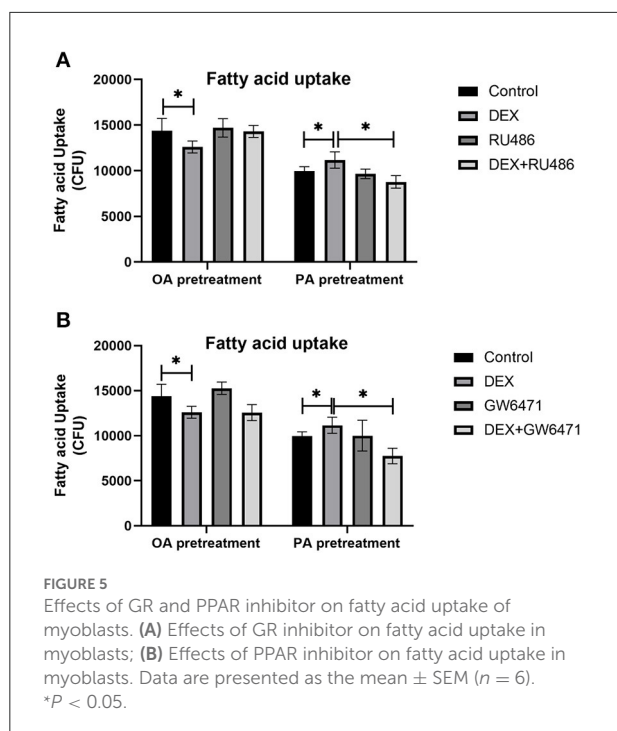 A
Fatty acid uptake
20000
15000
10000
5000
0
Fatty acid Uptake
(CFU)
*
*
*
OA pretreatment
PA pretreatment
Control
DEX
RU486
DEX+RU486
B
Fatty acid uptake
20000
15000
10000
5000
0
Fatty acid Uptake
(CFU)
*
*
*
OA pretreatment
PA pretreatment
Control
DEX
GW6471
DEX+GW6471
FIGURE 5
Effects of GR and PPAR inhibitor on fatty acid uptake of
myoblasts. (A) Effects of GR inhibitor on fatty acid uptake in
myoblasts; (B) Effects of PPAR inhibitor on fatty acid uptake in
myoblasts. Data are presented as the mean ± SEM (n = 6).
*P < 0.05.